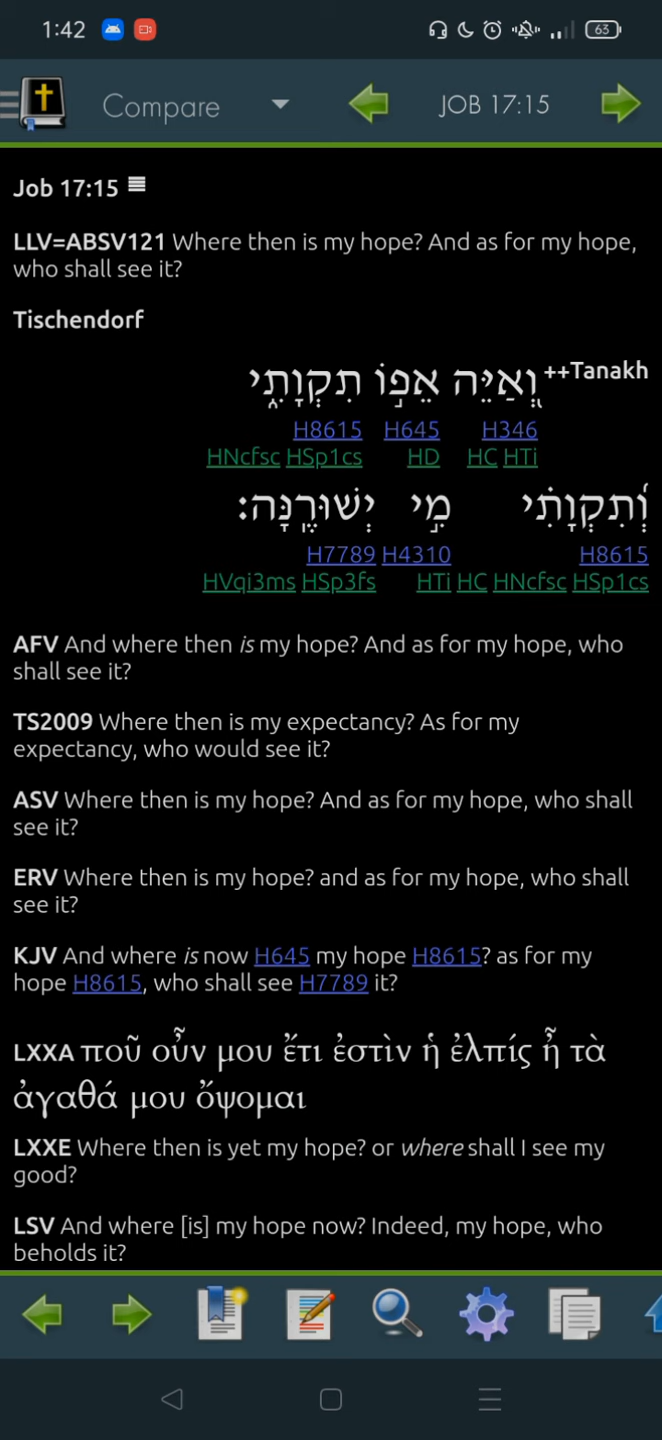 1:42
63
Compare
JOB 17:15
Job 17:15
LLV=ABSV121 Where then is my hope? And as for my hope,
who shall see it?
Tischendorf
++Tanakh וְ֭אַיֵּה אֵפ֣וֹ תִקְוָתִ֑י
H346 H645 H8615
HC HTi HD HNcfsc HSp1cs
וְ֝תִקְוָתִ֗י מִ֣י יְשׁוּרֶֽנָּה׃
H8615 H4310 H7789
HTi HC HNcfsc HSp1cs HVqi3ms HSp3fs
AFV And where then is my hope? And as for my hope, who
shall see it?
TS2009 Where then is my expectancy? As for my
expectancy, who would see it?
ASV Where then is my hope? And as for my hope, who shall
see it?
ERV Where then is my hope? and as for my hope, who shall
see it?
KJV And where is now H645 my hope H8615? as for my
hope H8615, who shall see H7789 it?
LXXA ποῦ οὖν μου ἔτι ἐστὶν ἡ ἐλπίς ἦ τὰ
ἀγαθά μου ὄψομαι
LXXE Where then is yet my hope? or where shall I see my
good?
LSV And where [is] my hope now? Indeed, my hope, who
beholds it?